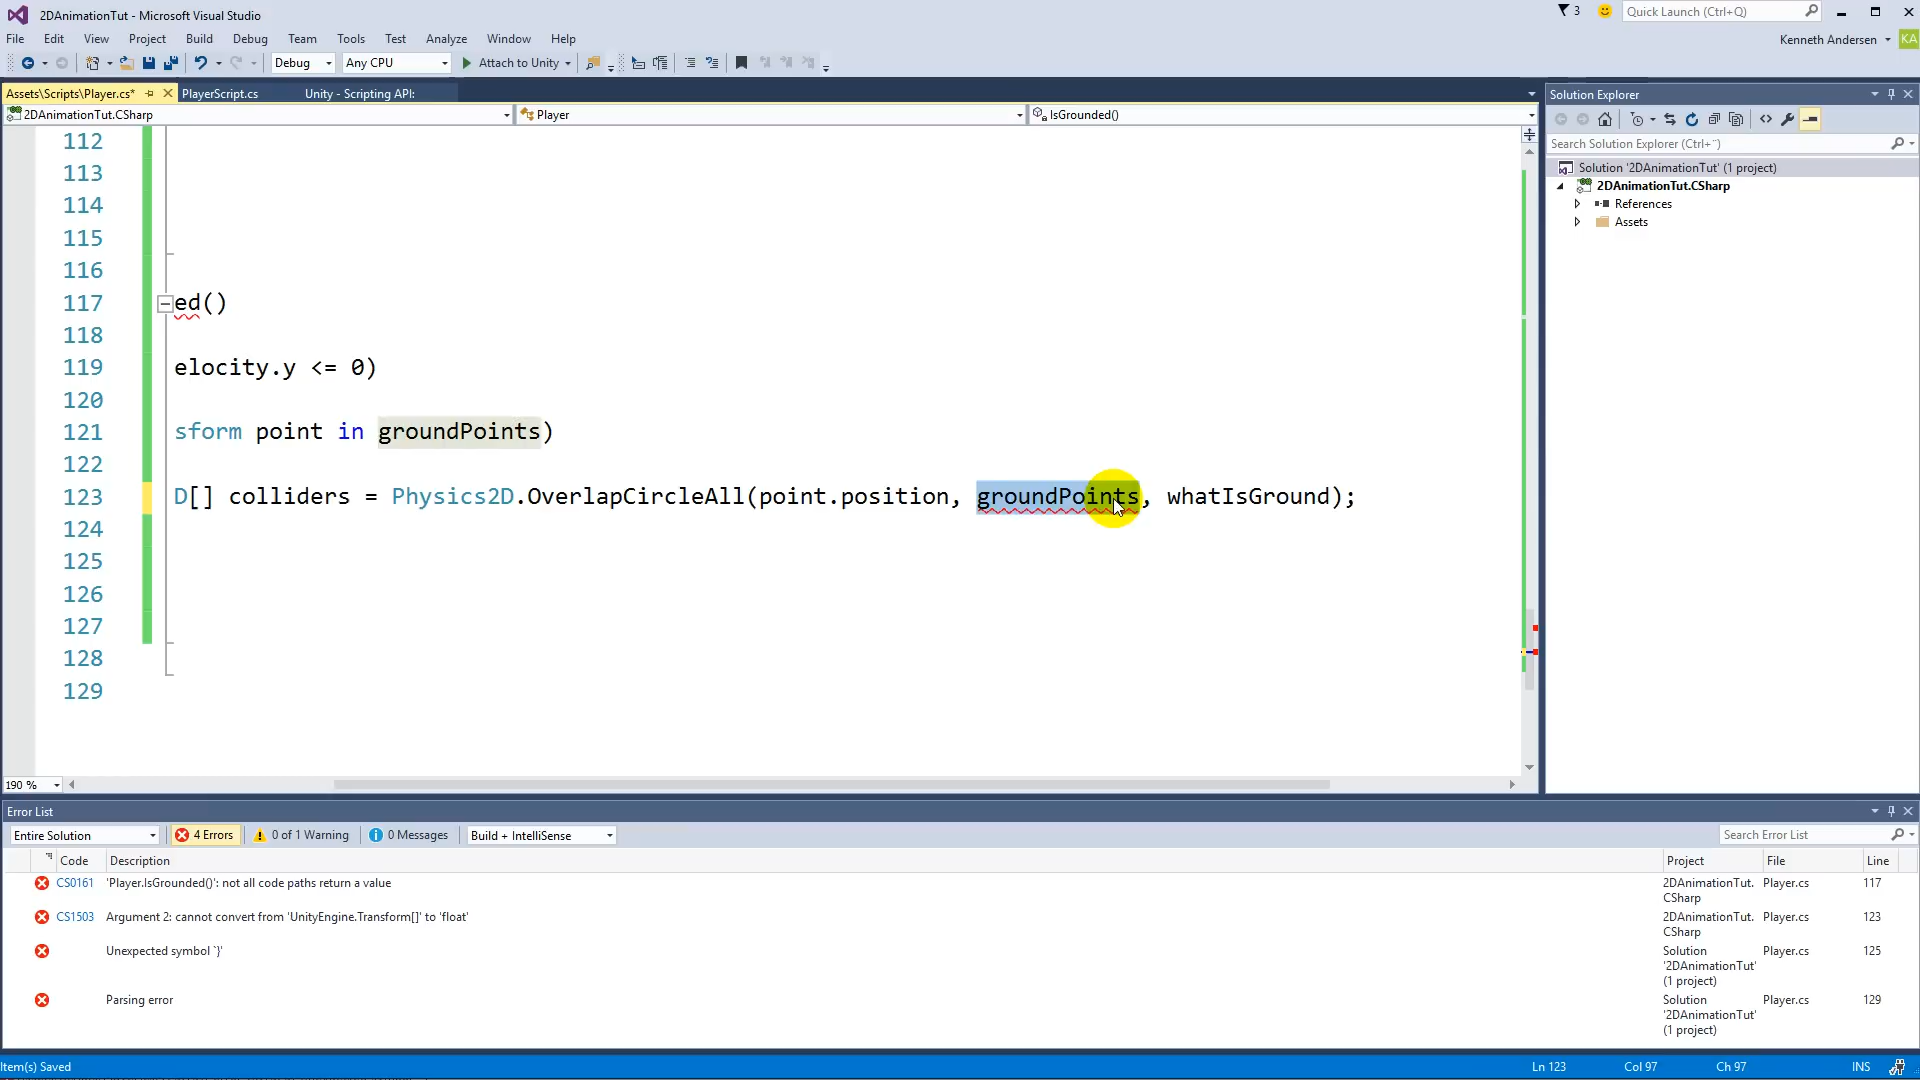 2DAnimationTut - Microsoft Visual Studio
3
Quick Launch (Ctrl+Q)
File Edit View Project Build Debug Team Tools Test Analyze Window Help
Kenneth Andersen
KA
Debug
Any CPU
Attach to Unity
Assets\Scripts\Player.cs*
PlayerScript.cs
Unity - Scripting API:
2DAnimationTut.CSharp
Player
IsGrounded()
112
113
114
115
116
117 ed()
118
119 elocity.y <= 0)
120
121 sform point in groundPoints)
122
123 D[] colliders = Physics2D.OverlapCircleAll(point.position, groundPoints, whatIsGround);
124
125
126
127
128
129
190 %
Solution Explorer
Search Solution Explorer (Ctrl+¨)
Solution '2DAnimationTut' (1 project)
2DAnimationTut.CSharp
References
Assets
Error List
Entire Solution
4 Errors
0 of 1 Warning
0 Messages
Build + IntelliSense
Search Error List
Code Description Project File Line
CS0161 'Player.IsGrounded()': not all code paths return a value 2DAnimationTut.CSharp Player.cs 117
CS1503 Argument 2: cannot convert from 'UnityEngine.Transform[]' to 'float' 2DAnimationTut.CSharp Player.cs 123
Unexpected symbol `}' Solution '2DAnimationTut' (1 project) Player.cs 125
Parsing error Solution '2DAnimationTut' (1 project) Player.cs 129
Item(s) Saved
Ln 123
Col 97
Ch 97
INS